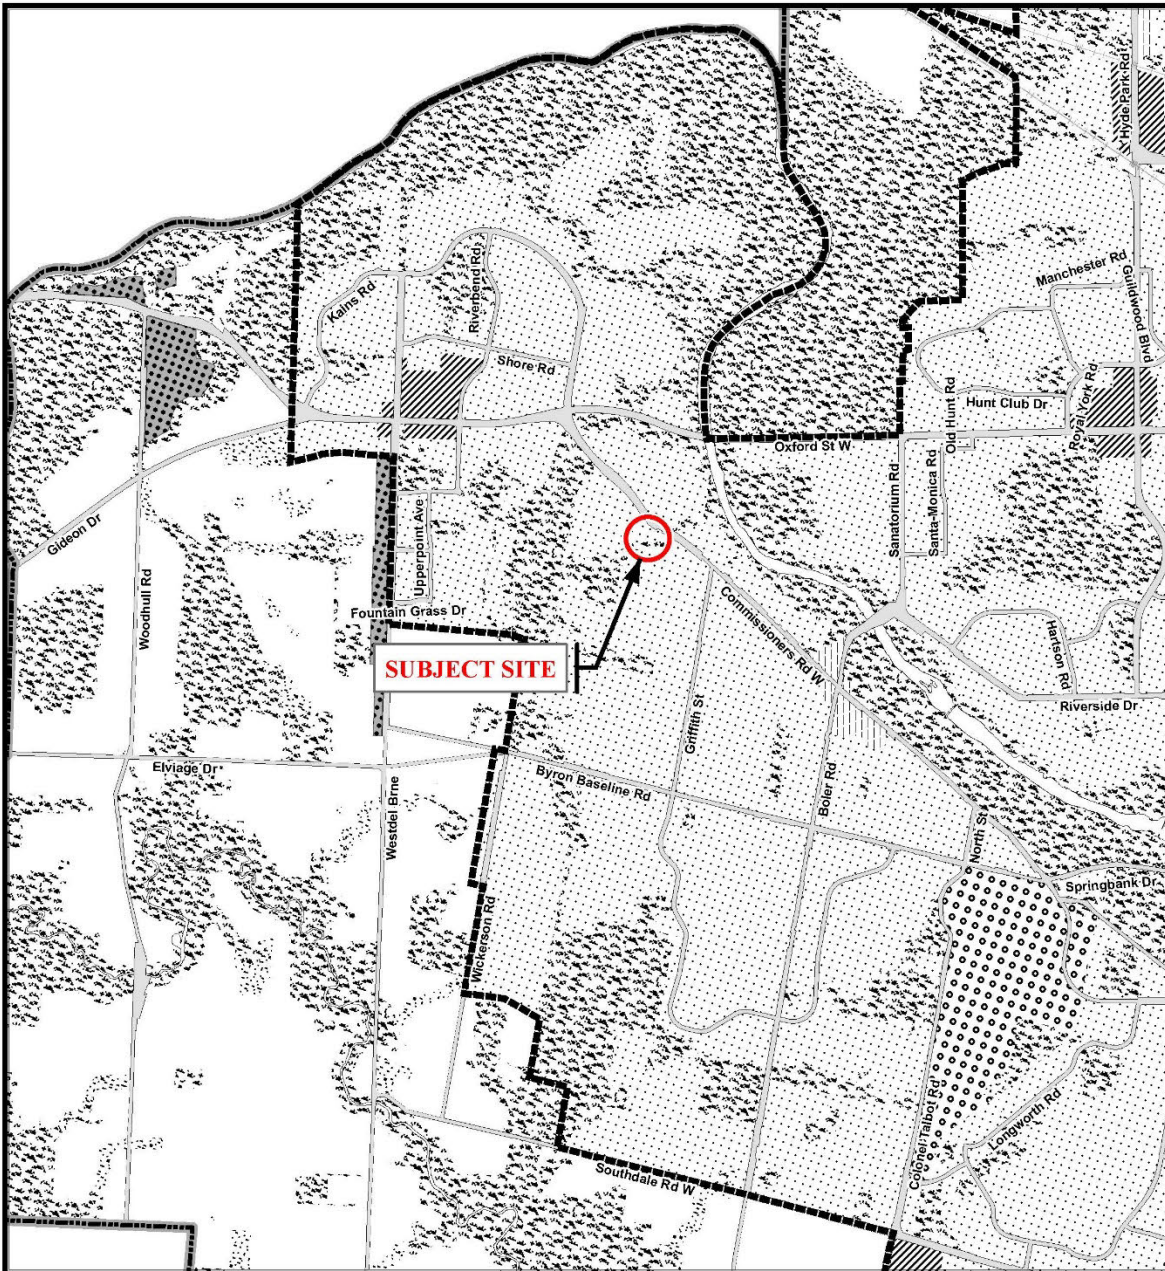 Hyde Park Rd
Manchester Rd
Guildwood Blvd
Riverbend Rd
Kains Rd
Shore Rd
Royal York Rd
Hunt Club Dr
Old Hunt Rd
Oxford St W
Santa-Monica Rd
Sanatorium Rd
Gideon Dr
Upperpoint Ave
Woodhull Rd
Fountain Grass Dr
Commissioners Rd W
Hartson Rd
SUBJECT SITE
Riverside Dr
Griffith St
Elviage Dr
Byron Baseline Rd
Boler Rd
Westdel Brne
North St
Springbank Dr
Wickerson Rd
Colonel Talbot Rd
Longworth Rd
Southdale Rd W